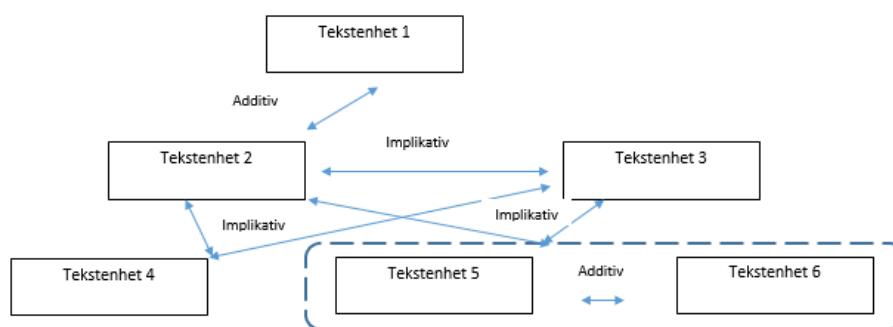 Tekstenhet 1
Additiv
Implikativ
Tekstenhet 2
Tekstenhet 3
Implikativ
Implikativ
Tekstenhet 4
Tekstenhet 5
Additiv
Tekstenhet 6